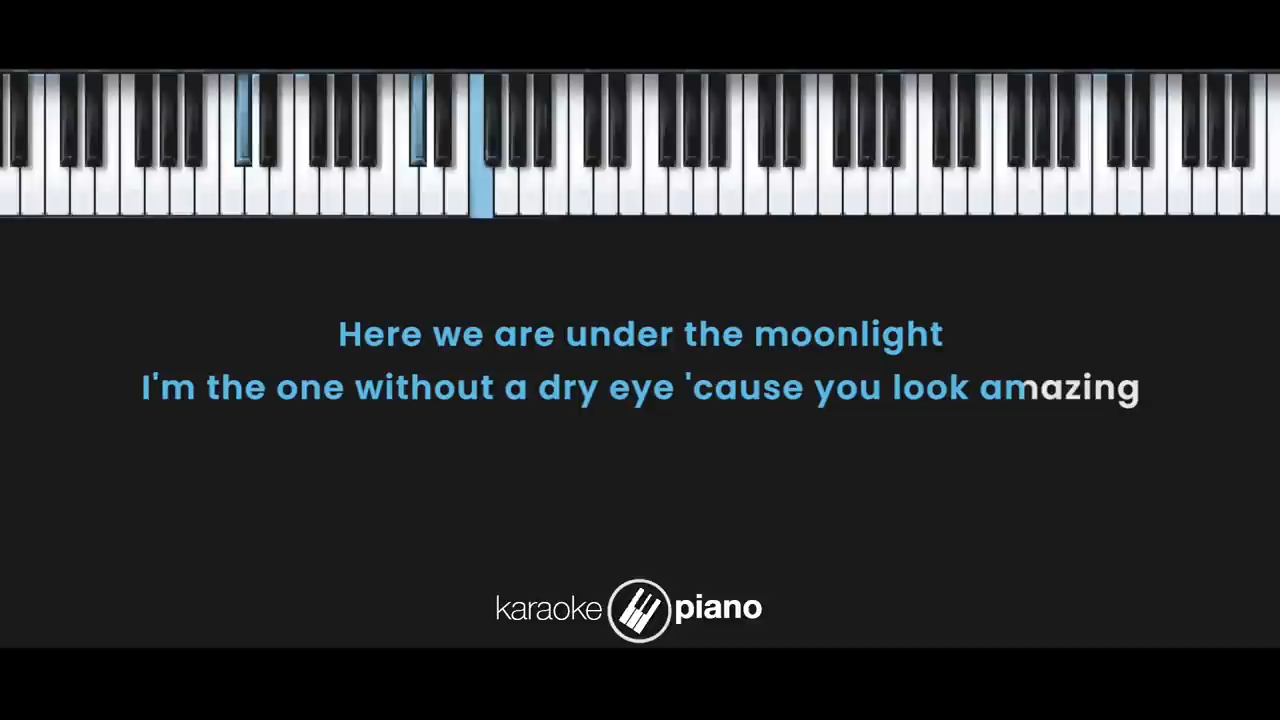 Here we are under the moonlight
I'm the one without a dry eye 'cause you look amazing
karaoke piano